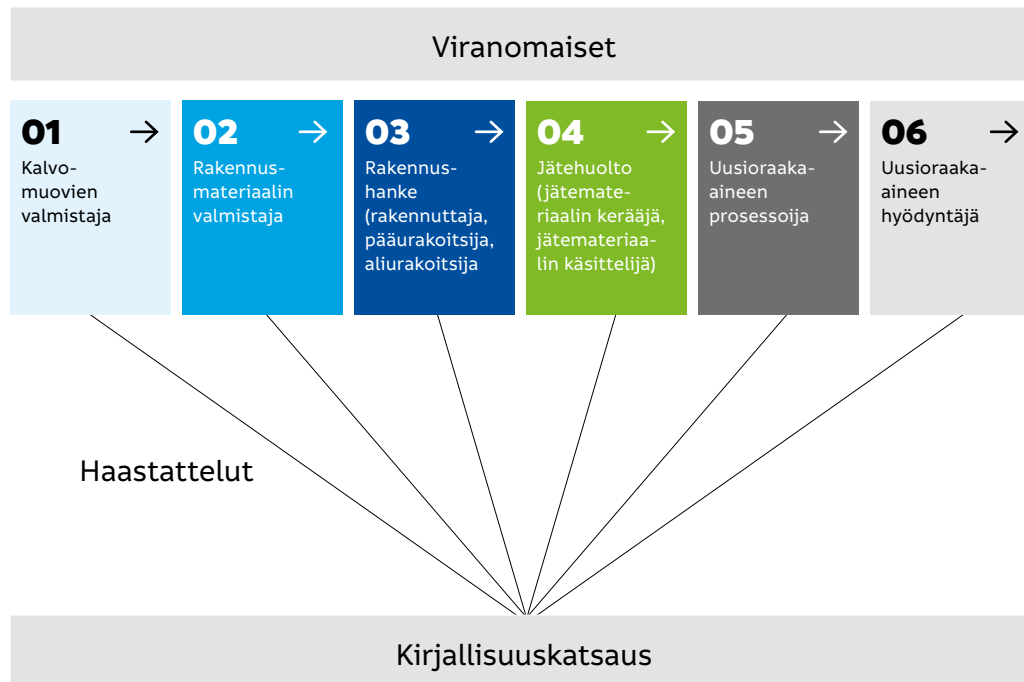 Viranomaiset
01
Kalvo-
muovien
valmistaja
02
Rakennus-
materiaalin
valmistaja
03
Rakennus-
hanke
(rakennuttaja,
pääurakoitsija,
aliurakoitsija
04
Jätehuolto
(jätemate-
riaalin kerääjä,
jätemateriaa-
lin käsittelijä)
05
Uusioraaka-
aineen
prosessoija
06
Uusioraaka-
aineen
hyödyntäjä
Haastattelut
Kirjallisuuskatsaus